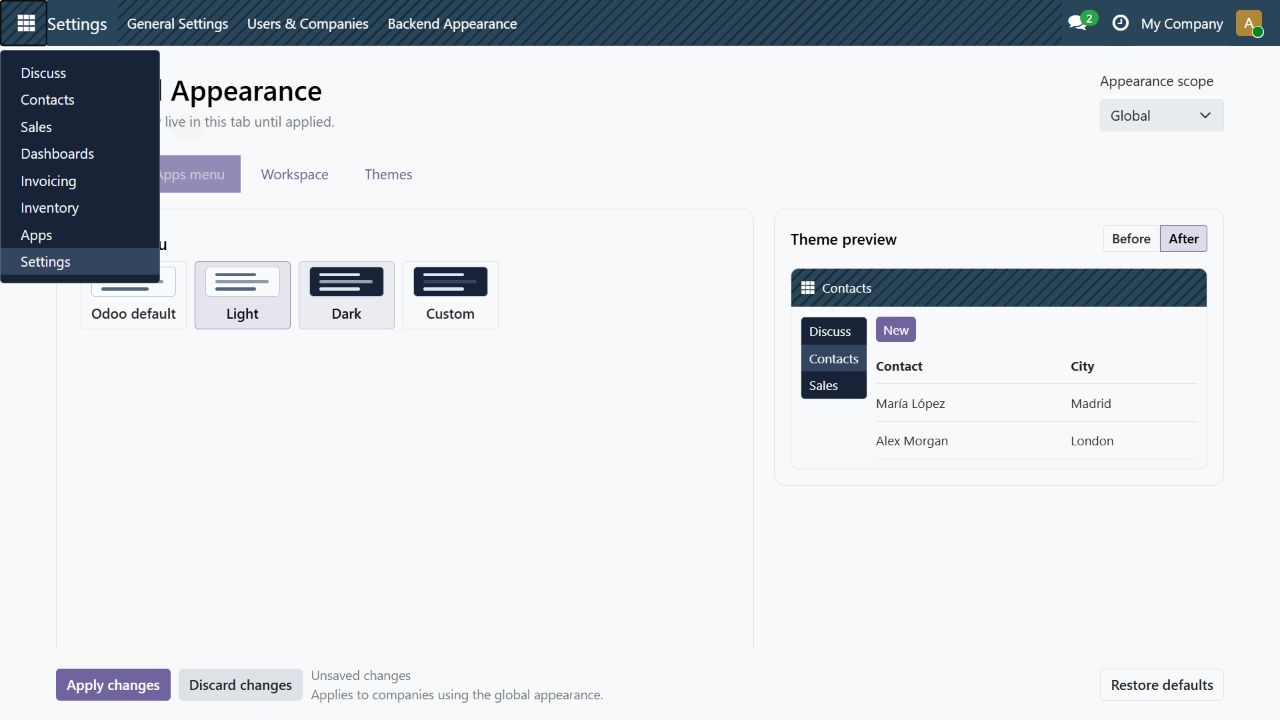 Settings
General Settings
Users & Companies
Backend Appearance
2
My Company
A
Discuss
Contacts
Sales
Dashboards
Invoicing
Inventory
Apps
Settings
Appearance
live in this tab until applied.
Appearance scope
Global
Apps menu
Workspace
Themes
Odoo default
Light
Dark
Custom
Theme preview
Before
After
Contacts
Discuss
Contacts
Sales
New
Contact
City
María López
Madrid
Alex Morgan
London
Apply changes
Discard changes
Unsaved changes
Applies to companies using the global appearance.
Restore defaults